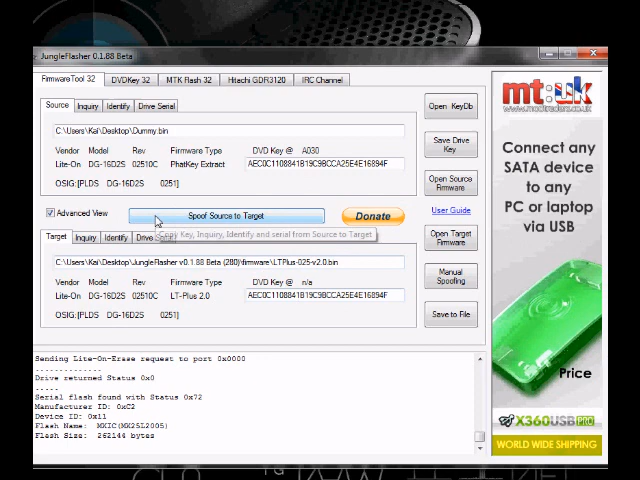 JungleFlasher 0.1.88 Beta
FirmwareTool 32
DVDKey 32
MTK Flash 32
Hitachi GDR3120
IRC Channel
Source
Inquiry
Identify
Drive Serial
C:\Users\Kai\Desktop\Dummy.bin
Vendor Model Rev Firmware Type DVD Key @ A030
Lite-On DG-16D2S 02510C PhatKey Extract AEC0C1108841B19C9BCCA25E4E16894F
OSIG:[PLDS DG-16D2S 0251]
Open KeyDb
Save Drive Key
Open Source Firmware
Advanced View
Spoof Source to Target
Donate
User Guide
Copy Key, Inquiry, Identify and serial from Source to Target
Target
Inquiry
Identify
C:\Users\Kai\Desktop\JungleFlasher v0.1.88 Beta (280)\firmware\LTPlus-025-v2.0.bin
Vendor Model Rev Firmware Type DVD Key @ n/a
Lite-On DG-16D2S 02510C LT-Plus 2.0 AEC0C1108841B19C9BCCA25E4E16894F
OSIG:[PLDS DG-16D2S 0251]
Open Target Firmware
Manual Spoofing
Save to File
Sending Lite-On-Erase request to port 0x0000
-------------
Drive returned Status 0x0
-----
Serial flash found with Status 0x72
Manufacturer ID: 0xC2
Device ID: 0x11
Flash Name: MXIC(MX25L2005)
Flash Size: 262144 bytes
mt:uk
www.modtraders.co.uk
Connect any
SATA device
to any
PC or laptop
via USB
Price
X360USB PRO
WORLD WIDE SHIPPING